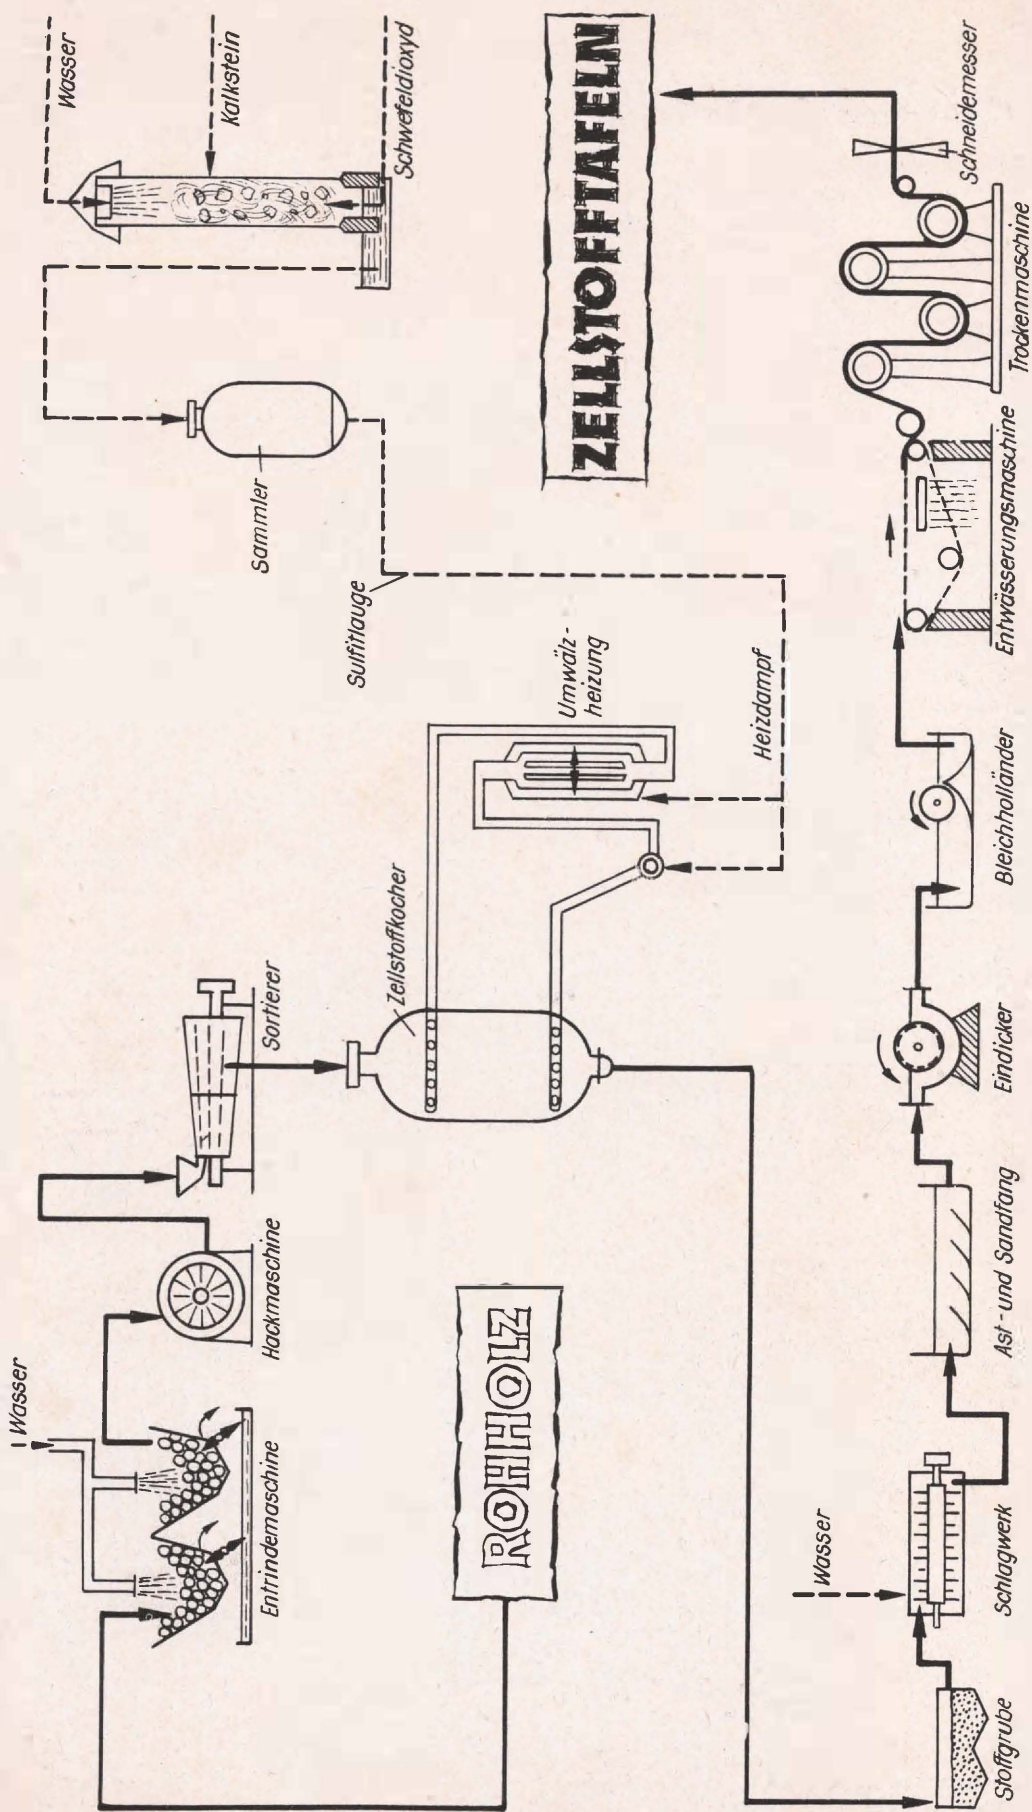 Wasser
Kalkstein
Schwefeldioxyd
Sammler
Sulfitlauge
Umwälz-
heizung
Heizdampf
Wasser
Entrindemaschine
Hackmaschine
Sortierer
Zellstoffkocher
ROHHOLZ
ZELLSTOFFTAFELN
Wasser
Stoffgrube
Schlagwerk
Ast- und Sandfang
Eindicker
Bleichholländer
Entwässerungsmaschine
Trockenmaschine
Schneidemesser